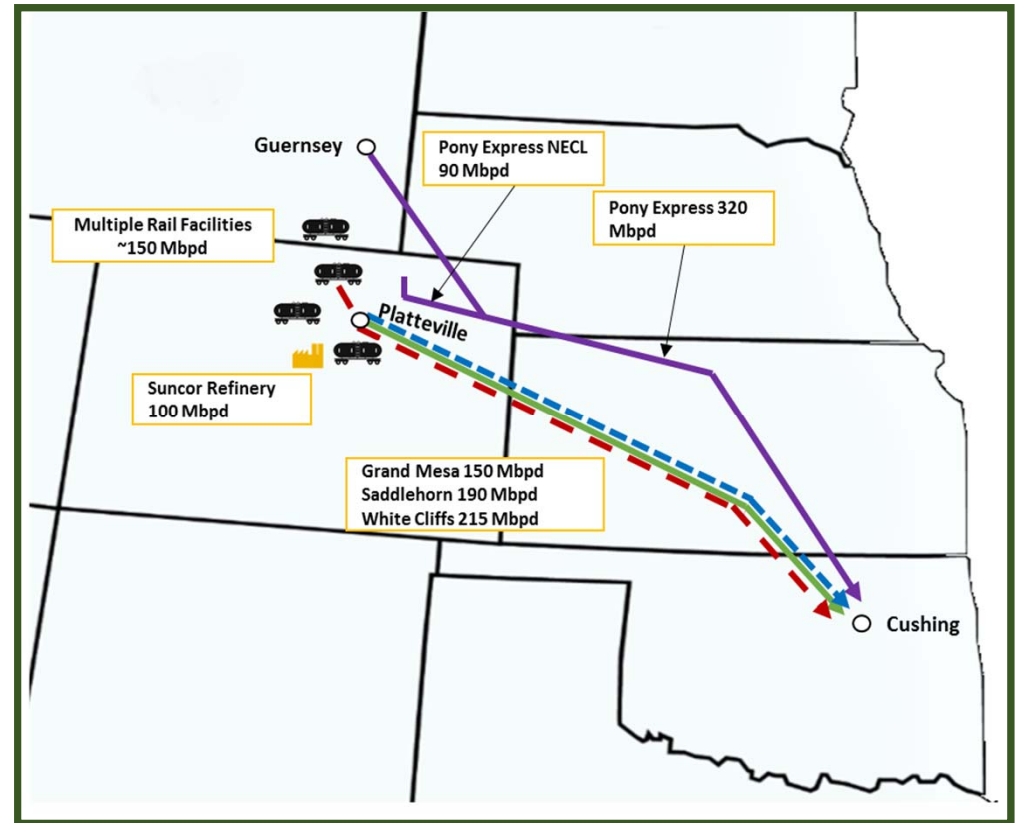 Guernsey
Pony Express NECL
90 Mbpd
Pony Express 320
Mbpd
Multiple Rail Facilities
~150 Mbpd
Platteville
Suncor Refinery
100 Mbpd
Grand Mesa 150 Mbpd
Saddlehorn 190 Mbpd
White Cliffs 215 Mbpd
Cushing